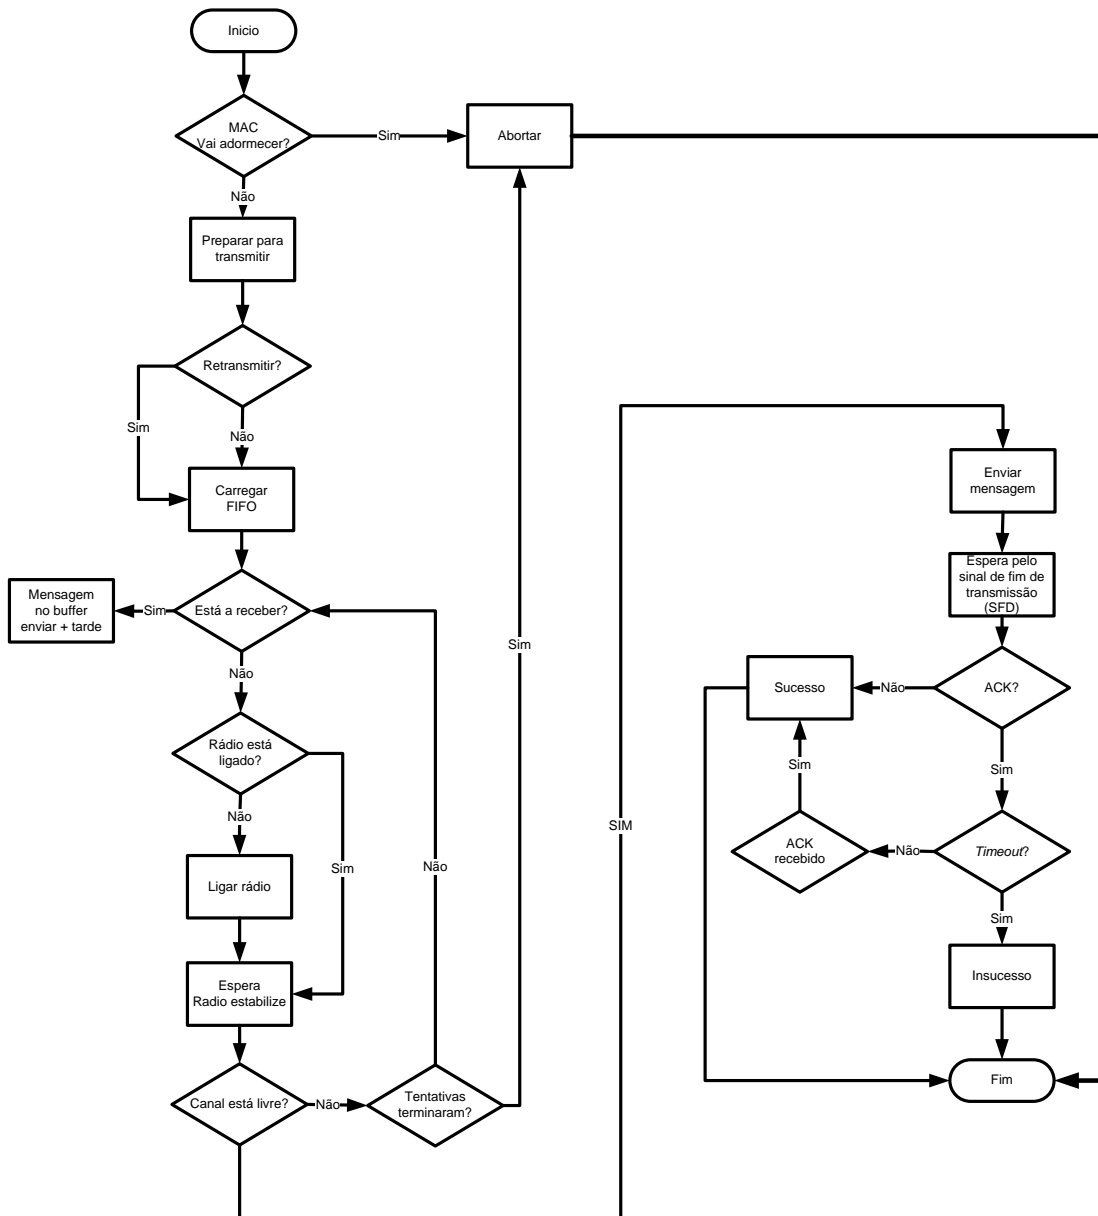 Inicio
MAC
Vai adormecer?
Sim
Abortar
Não
Preparar para
transmitir
Retransmitir?
Sim
Não
Carregar
FIFO
Mensagem
no buffer
enviar + tarde
Sim
Está a receber?
Não
Rádio está
ligado?
Não
Sim
Ligar rádio
Espera
Radio estabilize
Canal está livre?
Não
Tentativas
terminaram?
Não
Sim
SIM
Enviar
mensagem
Espera pelo
sinal de fim de
transmissão
(SFD)
ACK?
Não
Sucesso
Sim
Sim
Timeout?
Não
ACK
recebido
Sim
Insucesso
Fim